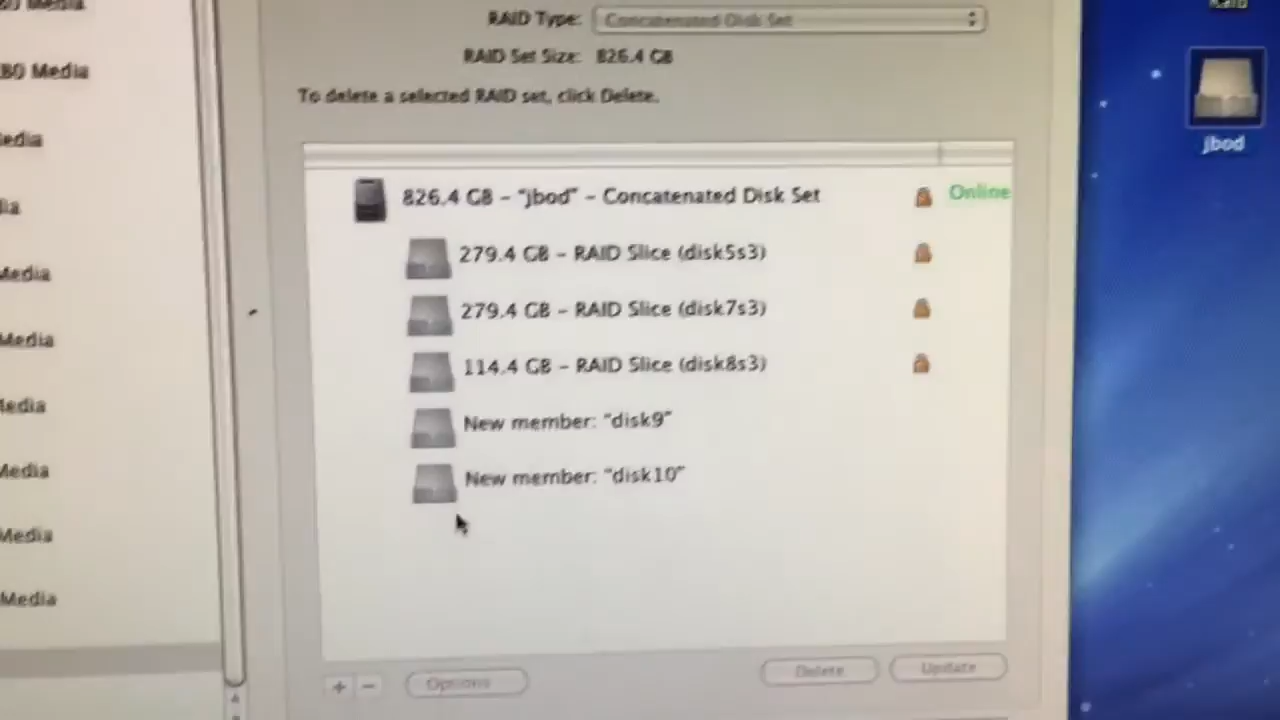 RAID Type: Concatenated Disk Set
RAID Set Size: 826.4 GB
To delete a selected RAID set, click Delete.
826.4 GB - "jbod" - Concatenated Disk Set
Online
279.4 GB - RAID Slice (disk5s3)
279.4 GB - RAID Slice (disk7s3)
114.4 GB - RAID Slice (disk8s3)
New member: "disk9"
New member: "disk10"
+ -
Options
Delete
Update
80 Media
edia
ia
Media
Media
Media
Media
Media
Media
jbod